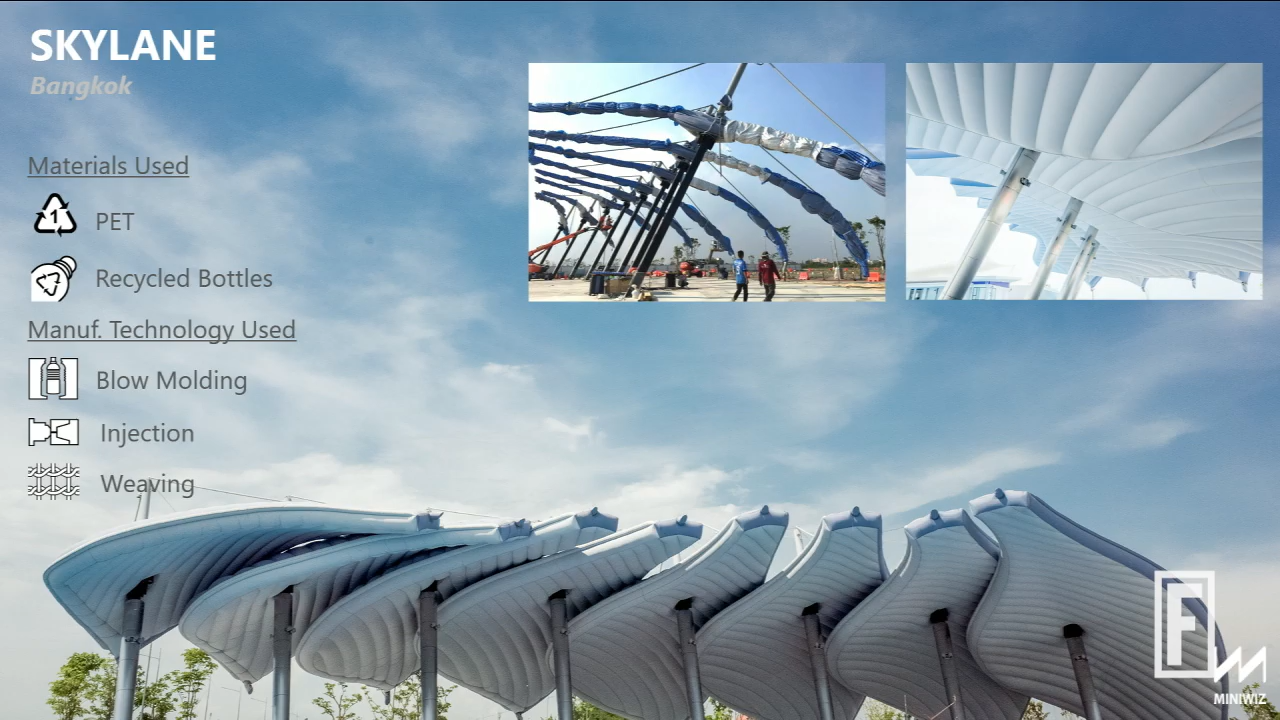 SKYLANE
Bangkok
Materials Used
1
PET
Recycled Bottles
Manuf. Technology Used
Blow Molding
Injection
Weaving
F
MINIWIZ